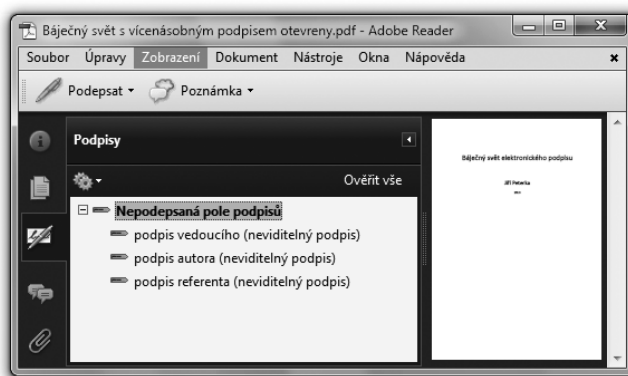 Báječný svět s vícenásobným podpisem otevreny.pdf - Adobe Reader
Soubor Úpravy Zobrazení Dokument Nástroje Okna Nápověda
Podepsat Poznámka
Podpisy
Ověřit vše
Nepodepsaná pole podpisů
podpis vedoucího (neviditelný podpis)
podpis autora (neviditelný podpis)
podpis referenta (neviditelný podpis)
Báječný svět elektronického podpisu
Jiří Peterka